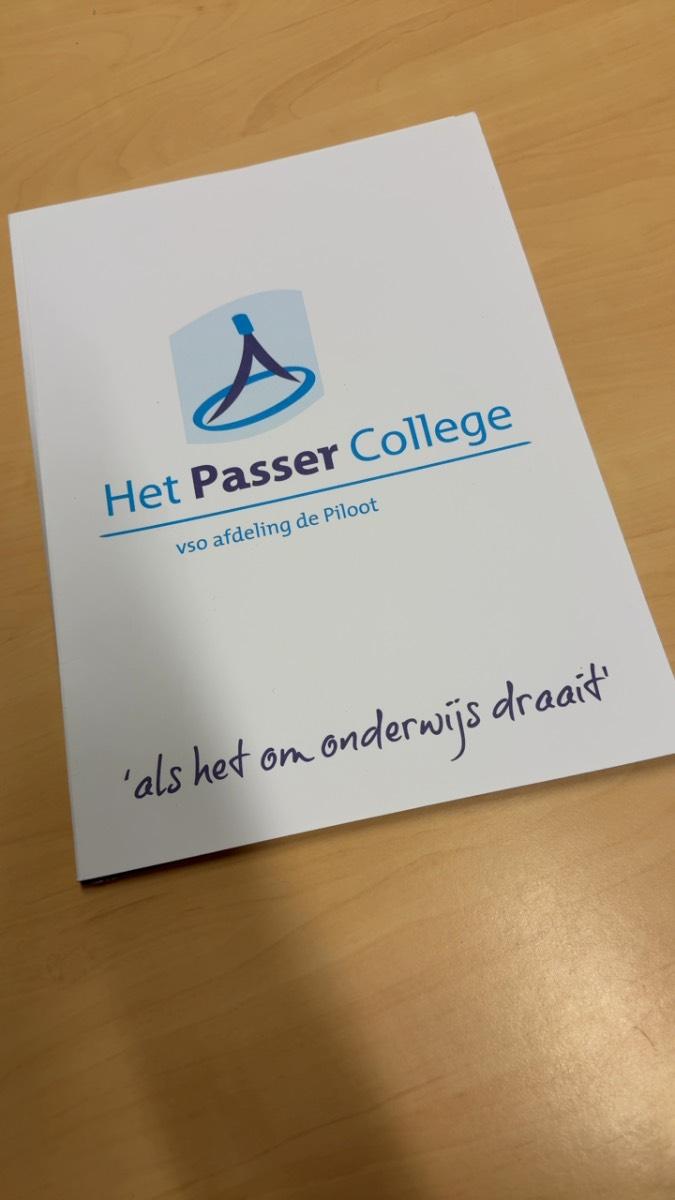 Het Passer College
vso afdeling de Piloot
'als het om onderwijs draait'